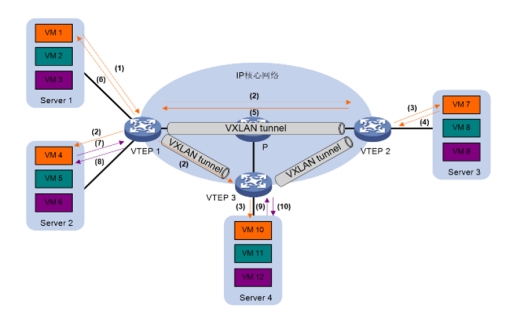 VM 1
VM 2
VM 3
Server 1
(1)
(6)
IP核心网络
(2)
(5)
VXLAN tunnel
P
VTEP 1
VTEP 2
(3)
(4)
VM 7
VM 8
VM 9
Server 3
(2)
(7)
(8)
VM 4
VM 5
VM 6
Server 2
(2)
VXLAN tunnel
VXLAN tunnel
VTEP 3
(3)
(9)
(10)
VM 10
VM 11
VM 12
Server 4